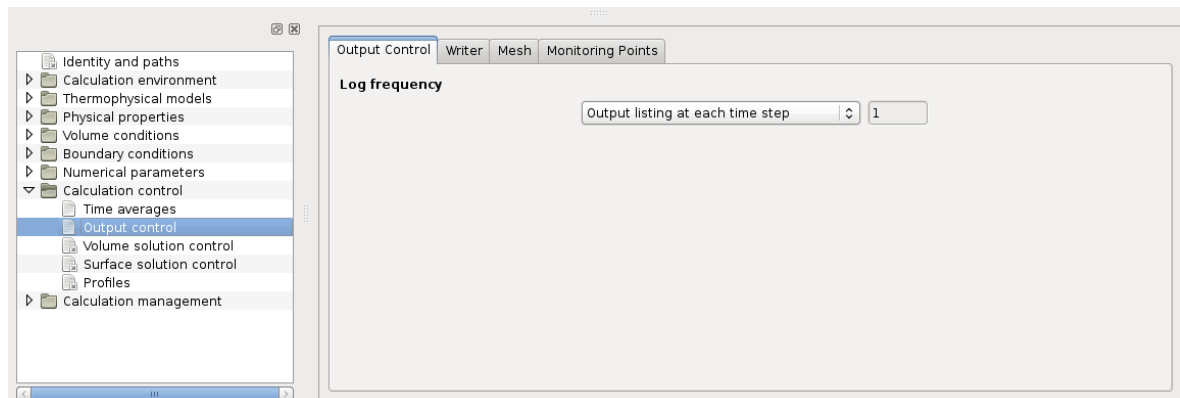 Identity and paths
Calculation environment
Thermophysical models
Physical properties
Volume conditions
Boundary conditions
Numerical parameters
Calculation control
Time averages
Output control
Volume solution control
Surface solution control
Profiles
Calculation management
Output Control Writer Mesh Monitoring Points
Log frequency
Output listing at each time step 1